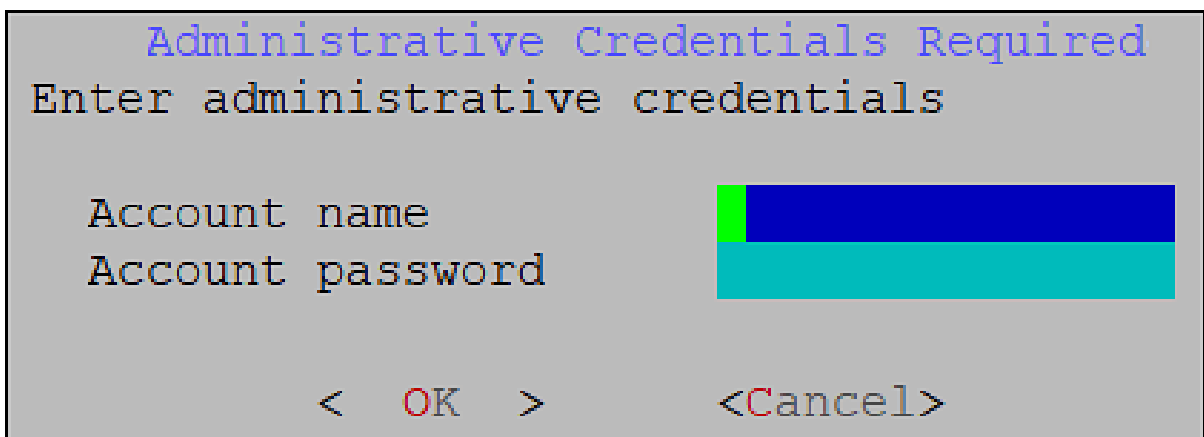 Administrative Credentials Required
Enter administrative credentials
Account name
Account password
< OK > <Cancel>